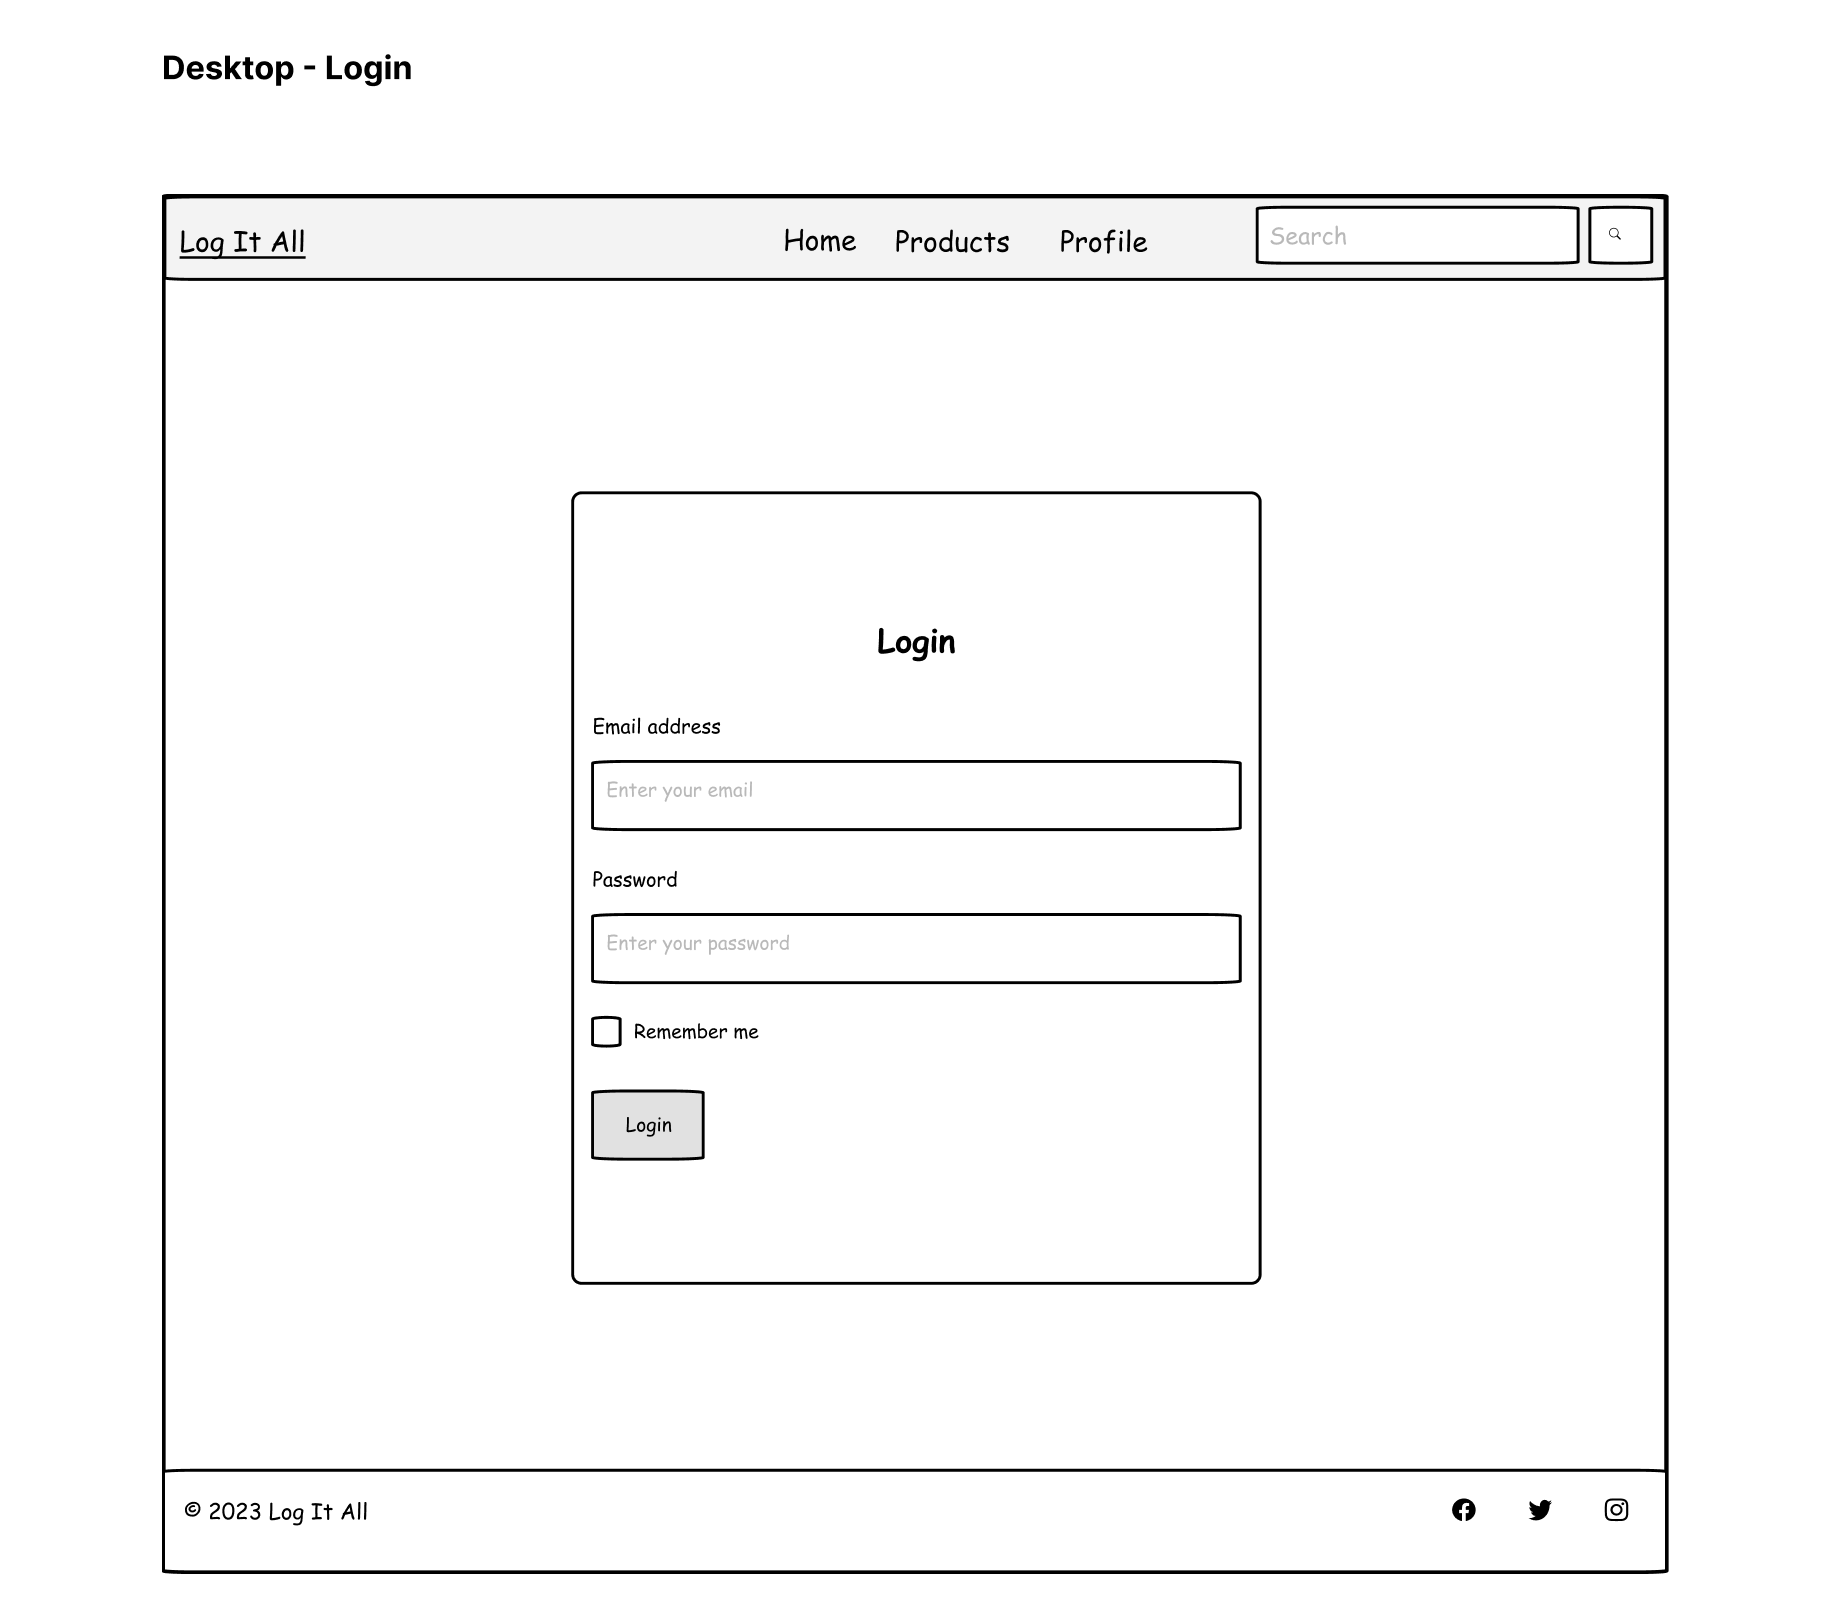 Desktop - Login
Log It All Home Products Profile Search
Login
Email address
Enter your email
Password
Enter your password
Remember me
Login
© 2023 Log It All